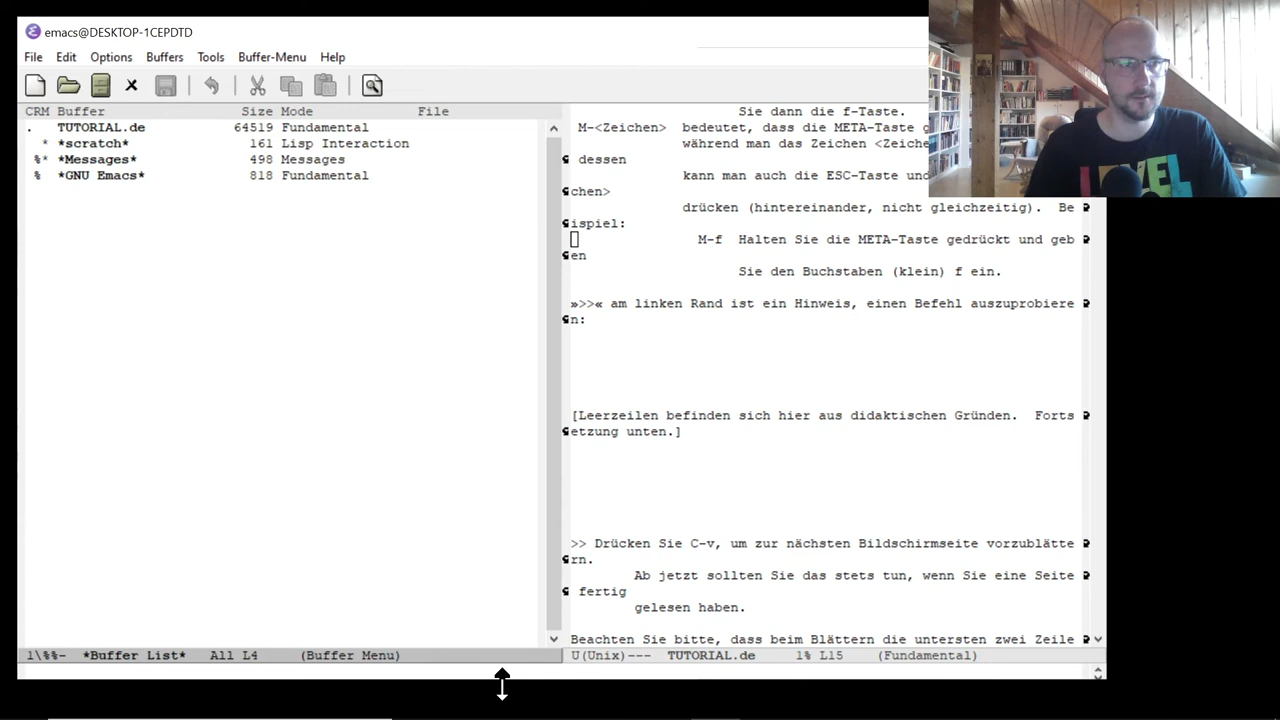 emacs@DESKTOP-1CEPDTD
File Edit Options Buffers Tools Buffer-Menu Help
CRM Buffer Size Mode File
. TUTORIAL.de 64519 Fundamental
* *scratch* 161 Lisp Interaction
%* *Messages* 498 Messages
% *GNU Emacs* 818 Fundamental
1\%%- *Buffer List* All L4 (Buffer Menu)
Sie dann die f-Taste.
M-<Zeichen> bedeutet, dass die META-Taste g
während man das Zeichen <Zeiche
dessen
kann man auch die ESC-Taste und
chen>
drücken (hintereinander, nicht gleichzeitig). Be
ispiel:
M-f Halten Sie die META-Taste gedrückt und geb
en
Sie den Buchstaben (klein) f ein.
»>>« am linken Rand ist ein Hinweis, einen Befehl auszuprobiere
n:
[Leerzeilen befinden sich hier aus didaktischen Gründen. Forts
etzung unten.]
>> Drücken Sie C-v, um zur nächsten Bildschirmseite vorzublätte
rn.
Ab jetzt sollten Sie das stets tun, wenn Sie eine Seite
fertig
gelesen haben.
Beachten Sie bitte, dass beim Blättern die untersten zwei Zeile
U(Unix)--- TUTORIAL.de 1% L15 (Fundamental)